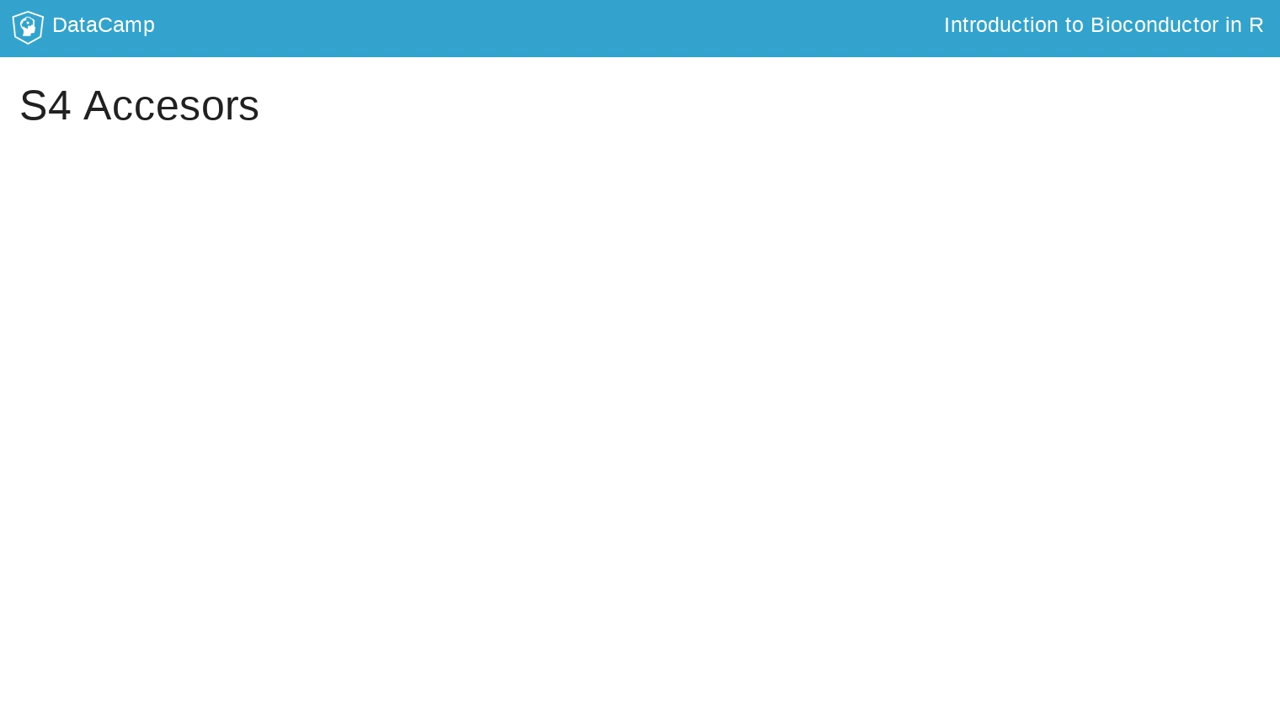 DataCamp
Introduction to Bioconductor in R
S4 Accesors